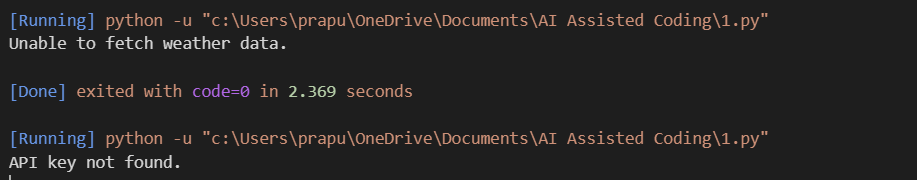 [Running] python -u "c:\Users\prapu\OneDrive\Documents\AI Assisted Coding\1.py"
Unable to fetch weather data.
[Done] exited with code=0 in 2.369 seconds
[Running] python -u "c:\Users\prapu\OneDrive\Documents\AI Assisted Coding\1.py"
API key not found.